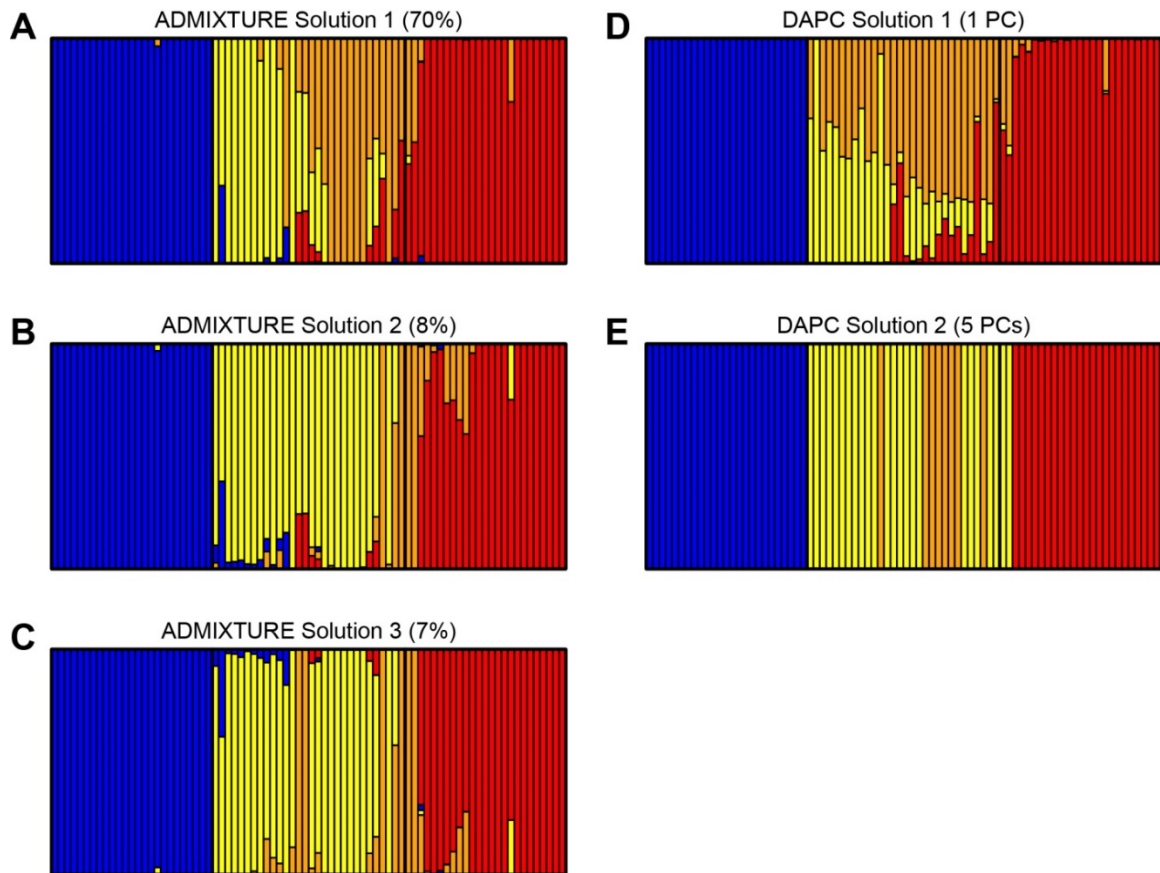 A
ADMIXTURE Solution 1 (70%)
B
ADMIXTURE Solution 2 (8%)
C
ADMIXTURE Solution 3 (7%)
D
DAPC Solution 1 (1 PC)
E
DAPC Solution 2 (5 PCs)